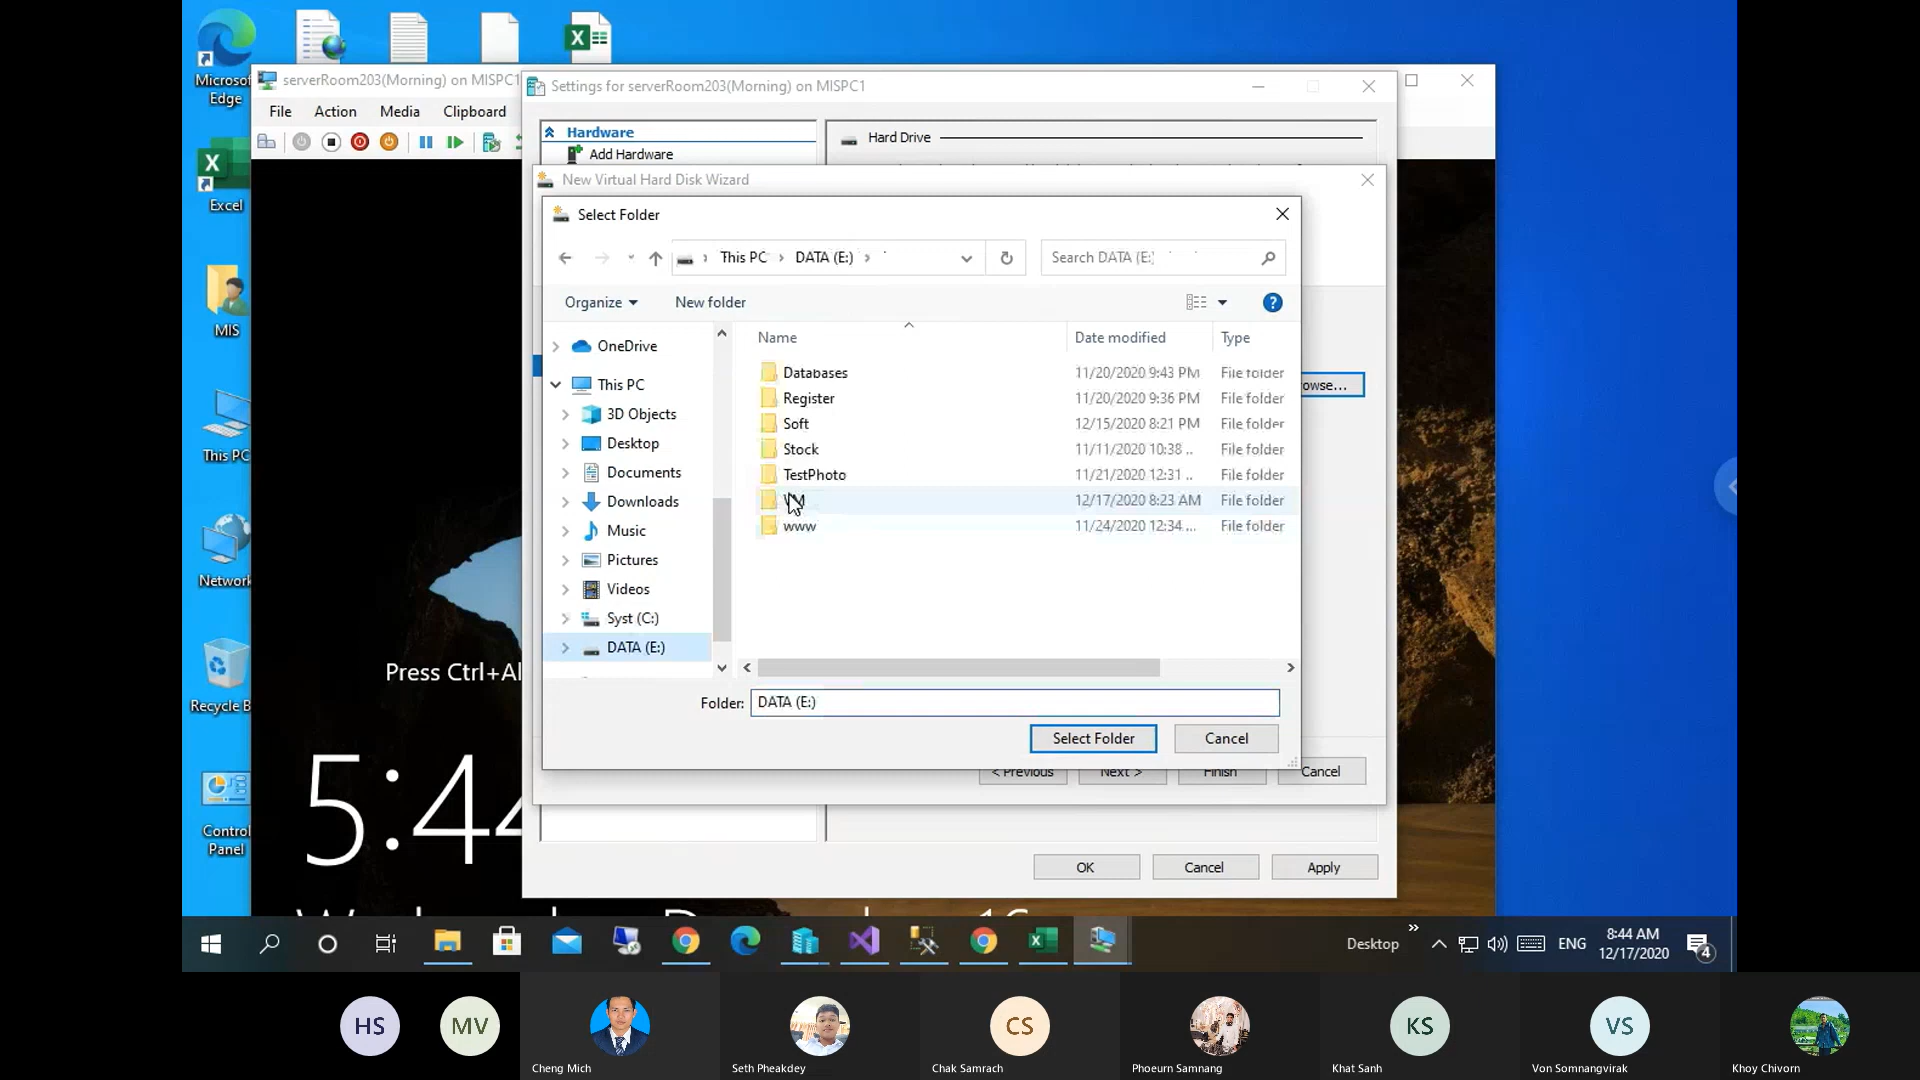 Microsof
Edge
Excel
MIS
This PC
Network
Recycle B
Control
Panel
serverRoom203(Morning) on MISPC1
File Action Media Clipboard
Settings for serverRoom203(Morning) on MISPC1
Hardware
Add Hardware
Hard Drive
New Virtual Hard Disk Wizard
Select Folder
This PC › DATA (E:) ›
Search DATA (E:)
Organize New folder
OneDrive
This PC
3D Objects
Desktop
Documents
Downloads
Music
Pictures
Videos
Syst (C:)
DATA (E:)
Name Date modified Type
Databases 11/20/2020 9:43 PM File folder
Register 11/20/2020 9:36 PM File folder
Soft 12/15/2020 8:21 PM File folder
Stock 11/11/2020 10:38 ... File folder
TestPhoto 11/21/2020 12:31 ... File folder
VM 12/17/2020 8:23 AM File folder
www 11/24/2020 12:34 ... File folder
Folder: DATA (E:)
Select Folder Cancel
owse...
< Previous Next > Finish Cancel
OK Cancel Apply
Press Ctrl+Al
5:44
Desktop
ENG
8:44 AM
12/17/2020
4
HS
MV
CS
KS
VS
Cheng Mich
Seth Pheakdey
Chak Samrach
Phoeurn Samnang
Khat Sanh
Von Somnangvirak
Khoy Chivorn